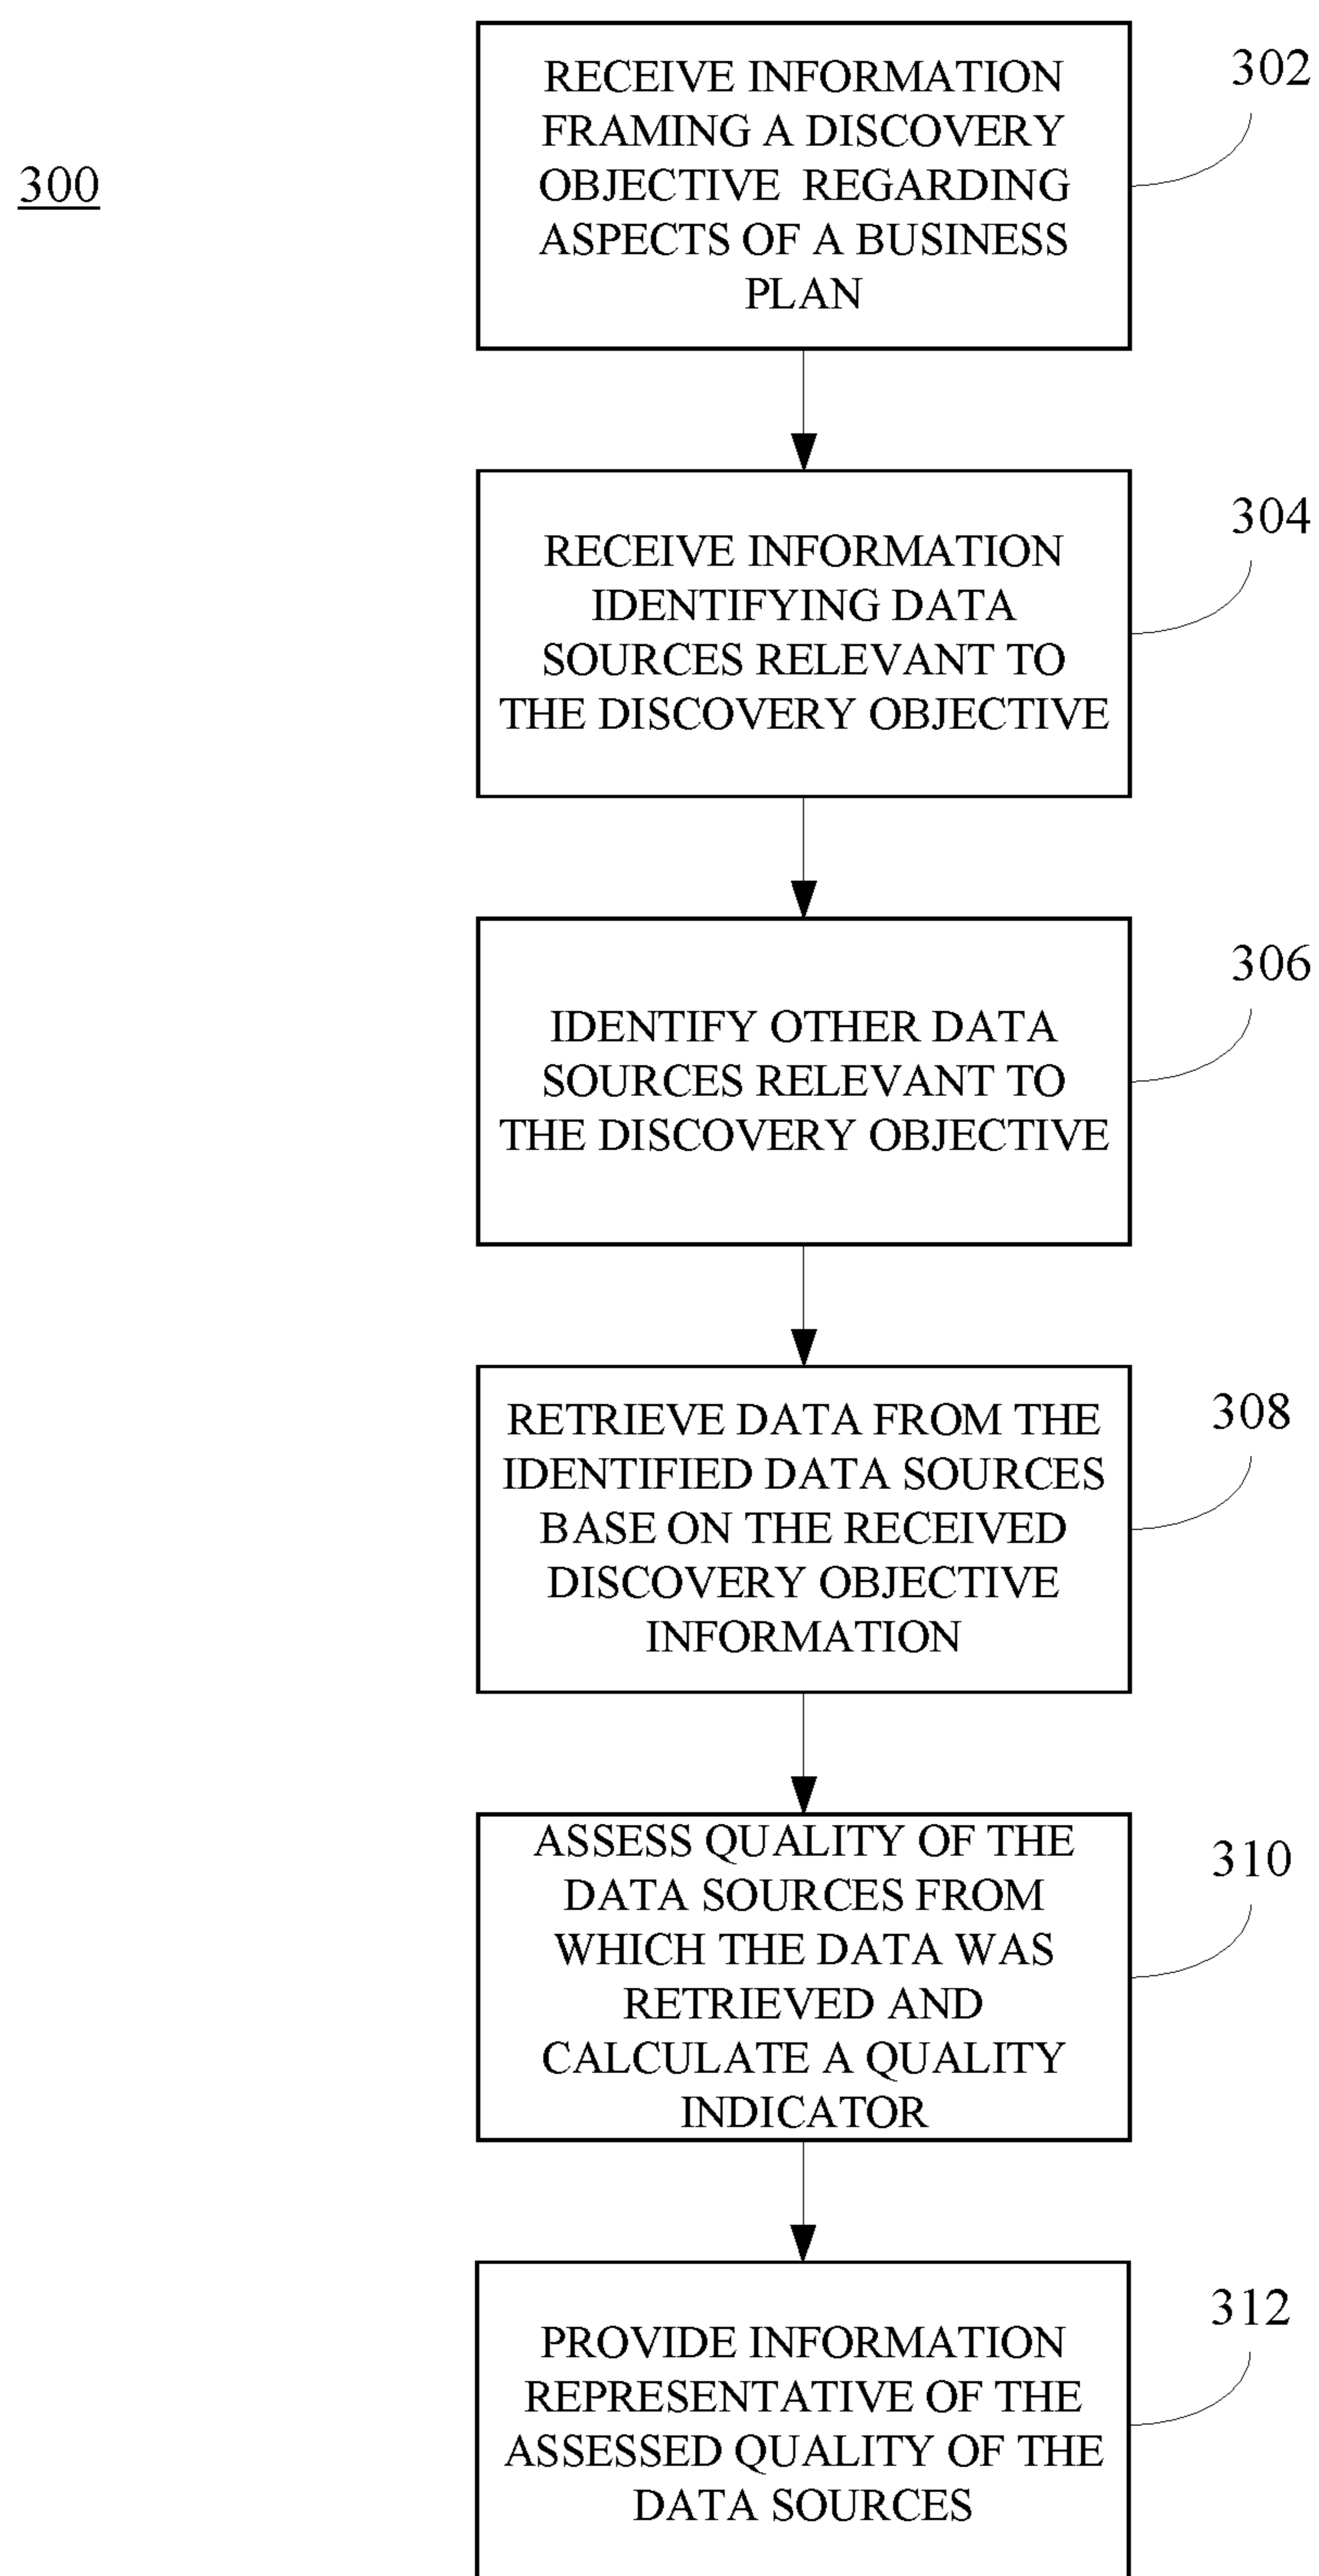 300
RECEIVE INFORMATION
FRAMING A DISCOVERY
OBJECTIVE REGARDING
ASPECTS OF A BUSINESS
PLAN
302
RECEIVE INFORMATION
IDENTIFYING DATA
SOURCES RELEVANT TO
THE DISCOVERY OBJECTIVE
304
IDENTIFY OTHER DATA
SOURCES RELEVANT TO
THE DISCOVERY OBJECTIVE
306
RETRIEVE DATA FROM THE
IDENTIFIED DATA SOURCES
BASE ON THE RECEIVED
DISCOVERY OBJECTIVE
INFORMATION
308
ASSESS QUALITY OF THE
DATA SOURCES FROM
WHICH THE DATA WAS
RETRIEVED AND
CALCULATE A QUALITY
INDICATOR
310
PROVIDE INFORMATION
REPRESENTATIVE OF THE
ASSESSED QUALITY OF THE
DATA SOURCES
312